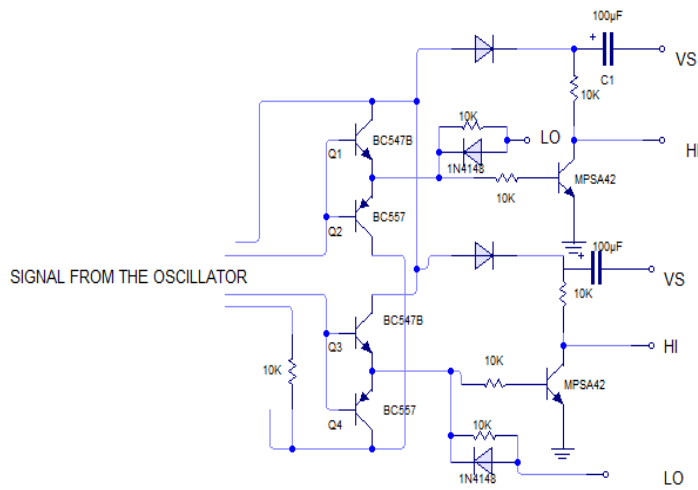 100µF
+
VS
C1
10K
10K
LO
HI
BC547B
Q1
1N4148
10K
MPSA42
BC557
Q2
100µF
+
SIGNAL FROM THE OSCILLATOR
VS
10K
BC547B
Q3
10K
HI
10K
MPSA42
BC557
Q4
10K
1N4148
LO